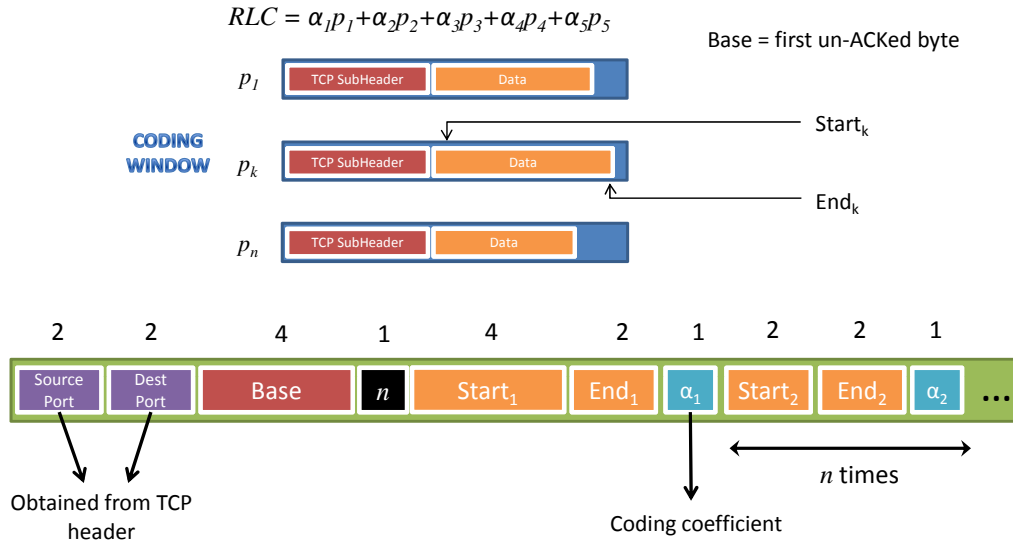 RLC = α₁p₁+α₂p₂+α₃p₃+α₄p₄+α₅p₅
Base = first un-ACKed byte
p₁ TCP SubHeader Data
Startₖ
CODING
WINDOW
pₖ TCP SubHeader Data
Endₖ
pₙ TCP SubHeader Data
2 2 4 1 4 2 1 2 2 1
Source
Port
Dest
Port
Base
n
Start₁
End₁
α₁
Start₂
End₂
α₂
...
n times
Obtained from TCP
header
Coding coefficient